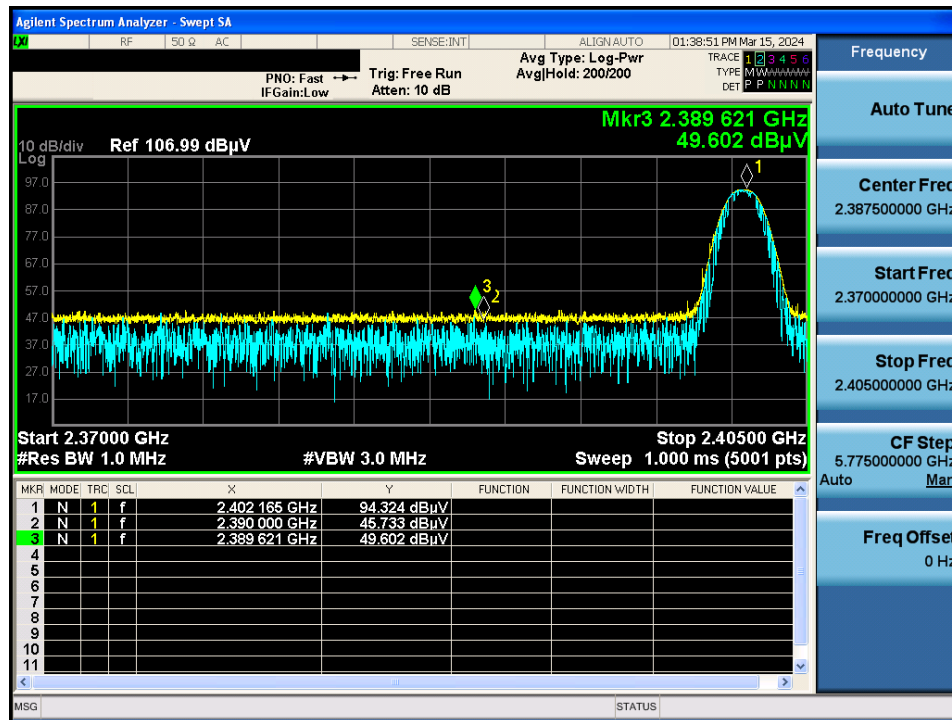 Agilent Spectrum Analyzer - Swept SA
LXI RF 50 Ω AC SENSE:INT ALIGN AUTO 01:38:51 PM Mar 15, 2024
PNO: Fast
IFGain:Low
Trig: Free Run
Atten: 10 dB
Avg Type: Log-Pwr
Avg|Hold: 200/200
TRACE 1 2 3 4 5 6
TYPE M W W W W W
DET P P N N N N
Mkr3 2.389 621 GHz
49.602 dBµV
10 dB/div Ref 106.99 dBµV
Log
97.0
87.0
77.0
67.0
57.0
47.0
37.0
27.0
17.0
1
3
2
Start 2.37000 GHz Stop 2.40500 GHz
#Res BW 1.0 MHz #VBW 3.0 MHz Sweep 1.000 ms (5001 pts)
MKR MODE TRC SCL X Y FUNCTION FUNCTION WIDTH FUNCTION VALUE
1 N 1 f 2.402 165 GHz 94.324 dBµV
2 N 1 f 2.390 000 GHz 45.733 dBµV
3 N 1 f 2.389 621 GHz 49.602 dBµV
4
5
6
7
8
9
10
11
MSG STATUS
Frequency
Auto Tune
Center Freq
2.387500000 GHz
Start Freq
2.370000000 GHz
Stop Freq
2.405000000 GHz
CF Step
5.775000000 GHz
Auto Man
Freq Offset
0 Hz